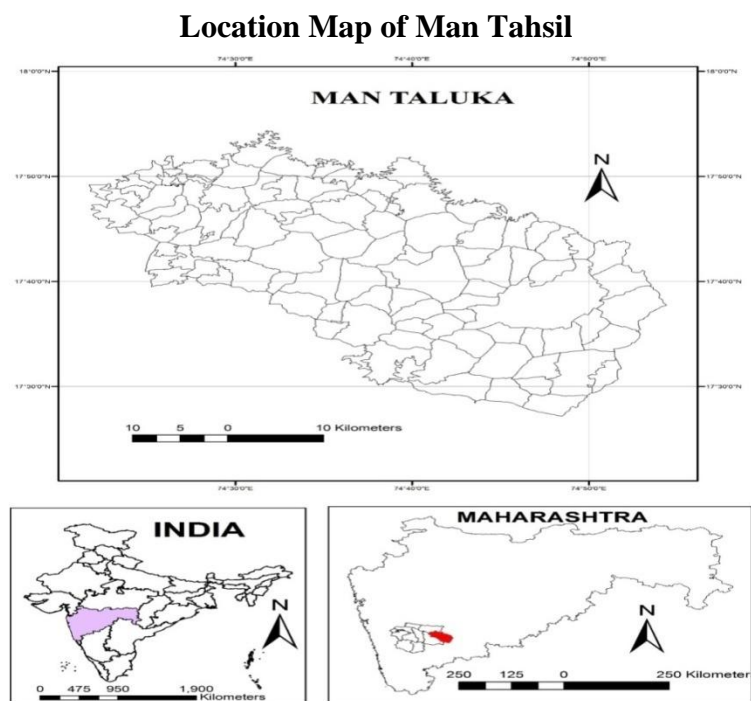 Location Map of Man Tahsil
74°30'0"E 74°40'0"E 74°50'0"E
18°0'0"N 18°0'0"N
MAN TALUKA
N
17°50'0"N 17°50'0"N
17°40'0"N 17°40'0"N
17°30'0"N 17°30'0"N
10 5 0 10 Kilometers
74°30'0"E 74°40'0"E 74°50'0"E
INDIA
N
0 475 950 1,900
Kilometers
MAHARASHTRA
N
250 125 0 250 Kilometer